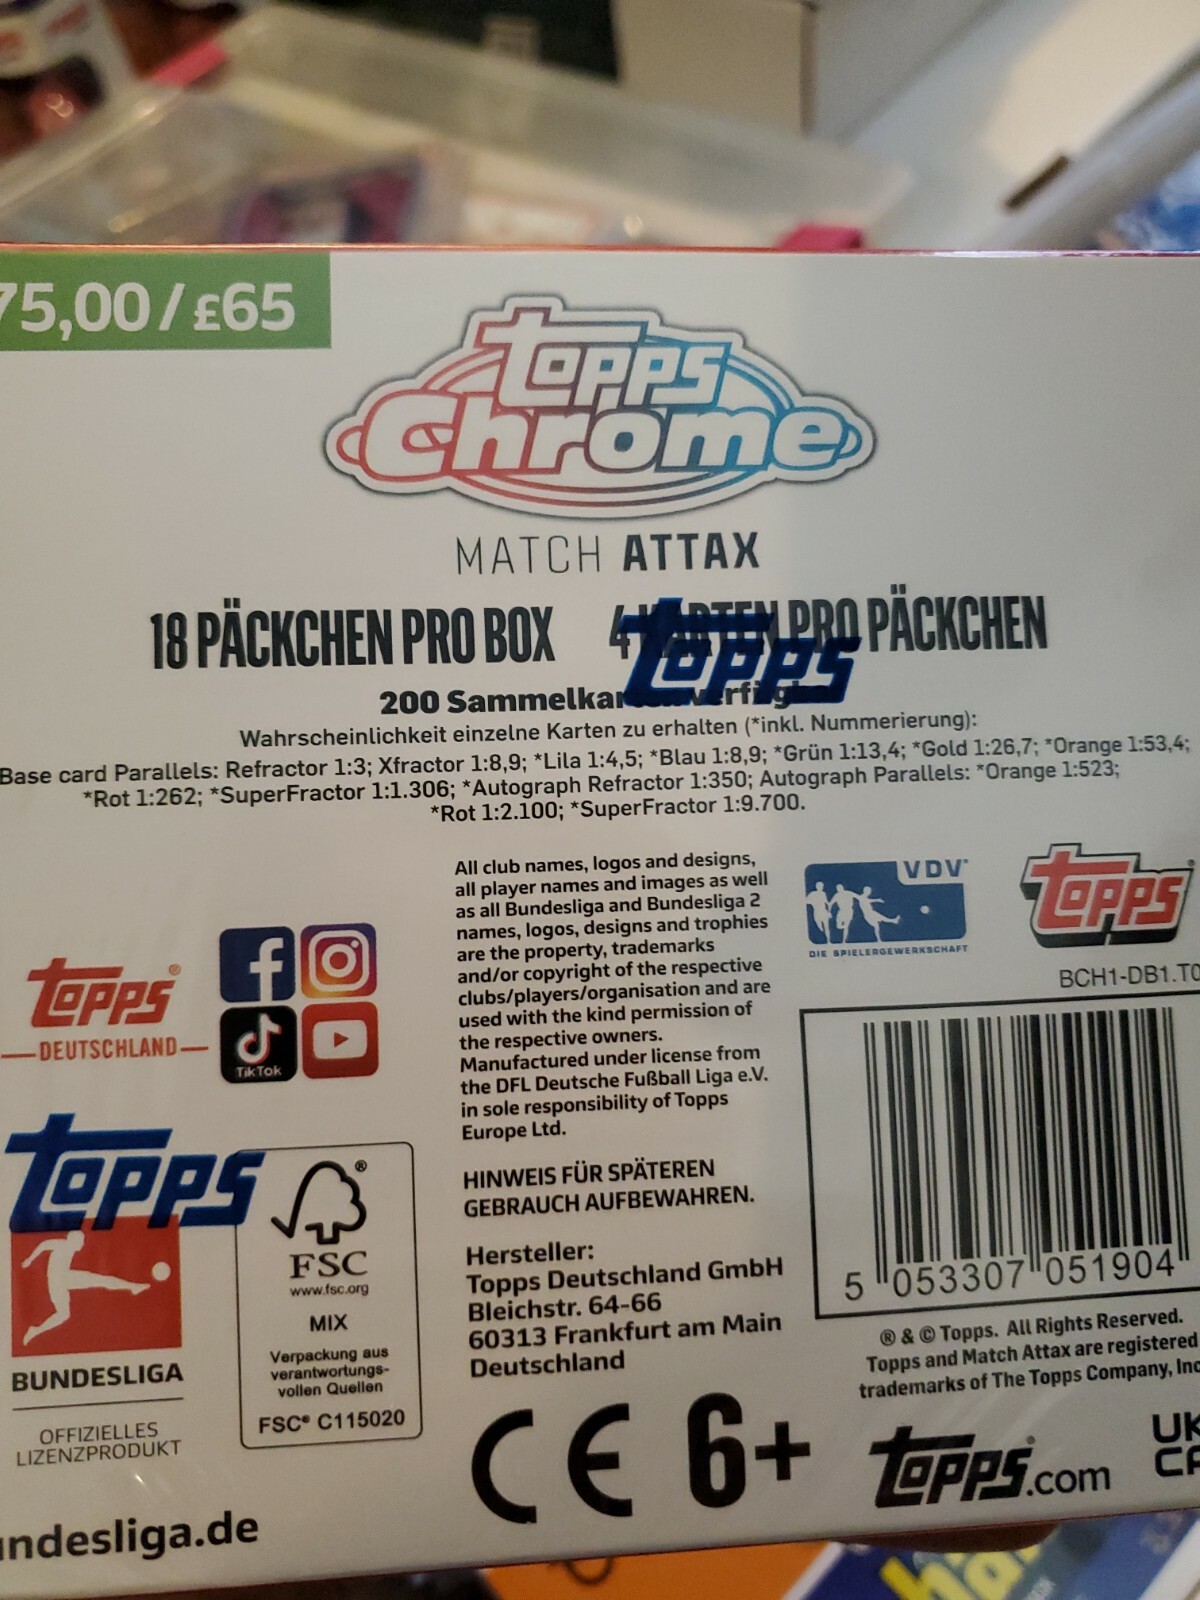 75,00/£65
topps
Chrome
MATCH ATTAX
18 PÄCKCHEN PRO BOX 4 KARTEN PRO PÄCKCHEN
topps
200 Sammelkarten verfügbar
Wahrscheinlichkeit einzelne Karten zu erhalten (*inkl. Nummerierung):
Base card Parallels: Refractor 1:3; Xfractor 1:8,9; *Lila 1:4,5; *Blau 1:8,9; *Grün 1:13,4; *Gold 1:26,7; *Orange 1:53,4;
*Rot 1:262; *SuperFractor 1:1.306; *Autograph Refractor 1:350; Autograph Parallels: *Orange 1:523;
*Rot 1:2.100; *SuperFractor 1:9.700.
topps®
DEUTSCHLAND
TikTok
All club names, logos and designs,
all player names and images as well
as all Bundesliga and Bundesliga 2
names, logos, designs and trophies
are the property, trademarks
and/or copyright of the respective
clubs/players/organisation and are
used with the kind permission of
the respective owners.
Manufactured under license from
the DFL Deutsche Fußball Liga e.V.
in sole responsibility of Topps
Europe Ltd.
HINWEIS FÜR SPÄTEREN
GEBRAUCH AUFBEWAHREN.
Hersteller:
Topps Deutschland GmbH
Bleichstr. 64-66
60313 Frankfurt am Main
Deutschland
CE 6+
VDV
DIE SPIELERGEWERKSCHAFT
topps®
BCH1-DB1.T0
5 053307 051904
® & © Topps. All Rights Reserved.
Topps and Match Attax are registered
trademarks of The Topps Company, Inc
topps.com
UK
CA
topps
BUNDESLIGA
OFFIZIELLES
LIZENZPRODUKT
®
FSC
www.fsc.org
MIX
Verpackung aus
verantwortungs-
vollen Quellen
FSC® C115020
undesliga.de